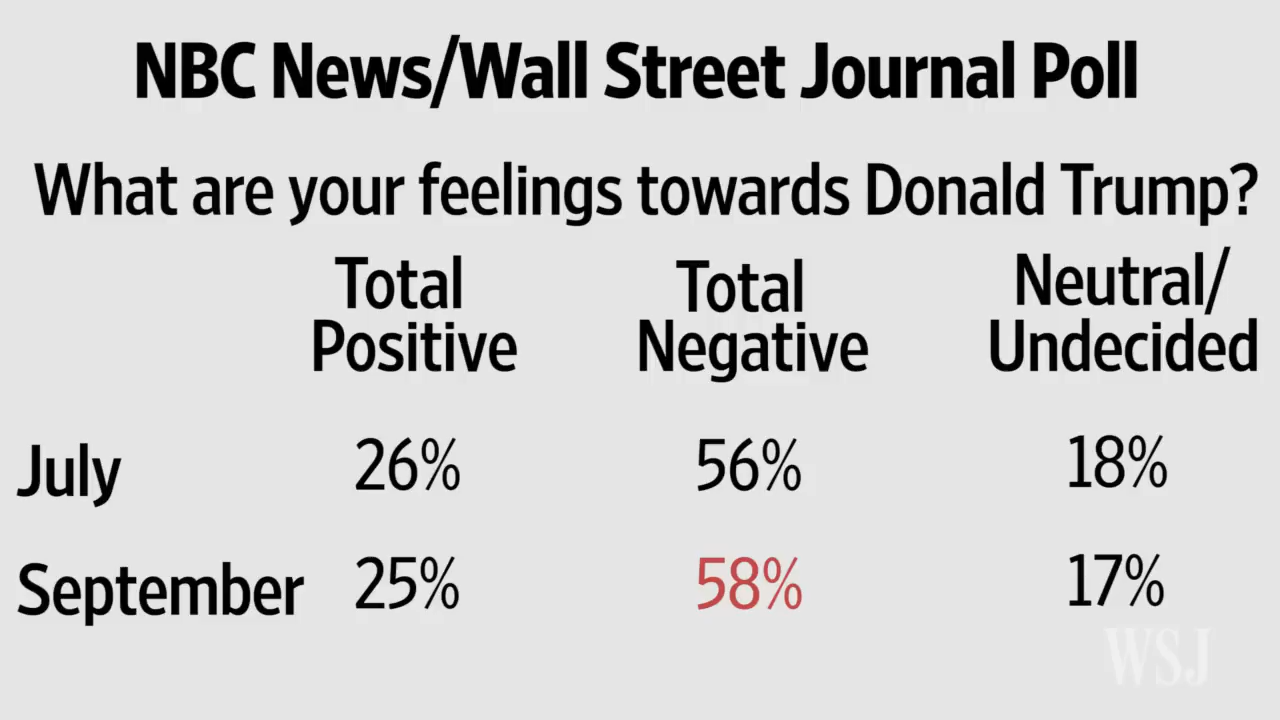 NBC News/Wall Street Journal Poll
What are your feelings towards Donald Trump?
Total Positive Total Negative Neutral/ Undecided
July 26% 56% 18%
September 25% 58% 17%
WSJ